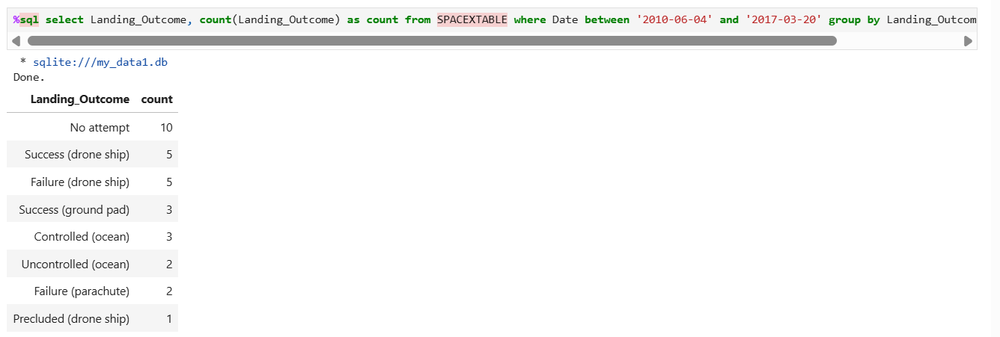 %sql select Landing_Outcome, count(Landing_Outcome) as count from SPACEXTABLE where Date between '2010-06-04' and '2017-03-20' group by Landing_Outcom
* sqlite:///my_data1.db
Done.
Landing_Outcome count
No attempt 10
Success (drone ship) 5
Failure (drone ship) 5
Success (ground pad) 3
Controlled (ocean) 3
Uncontrolled (ocean) 2
Failure (parachute) 2
Precluded (drone ship) 1